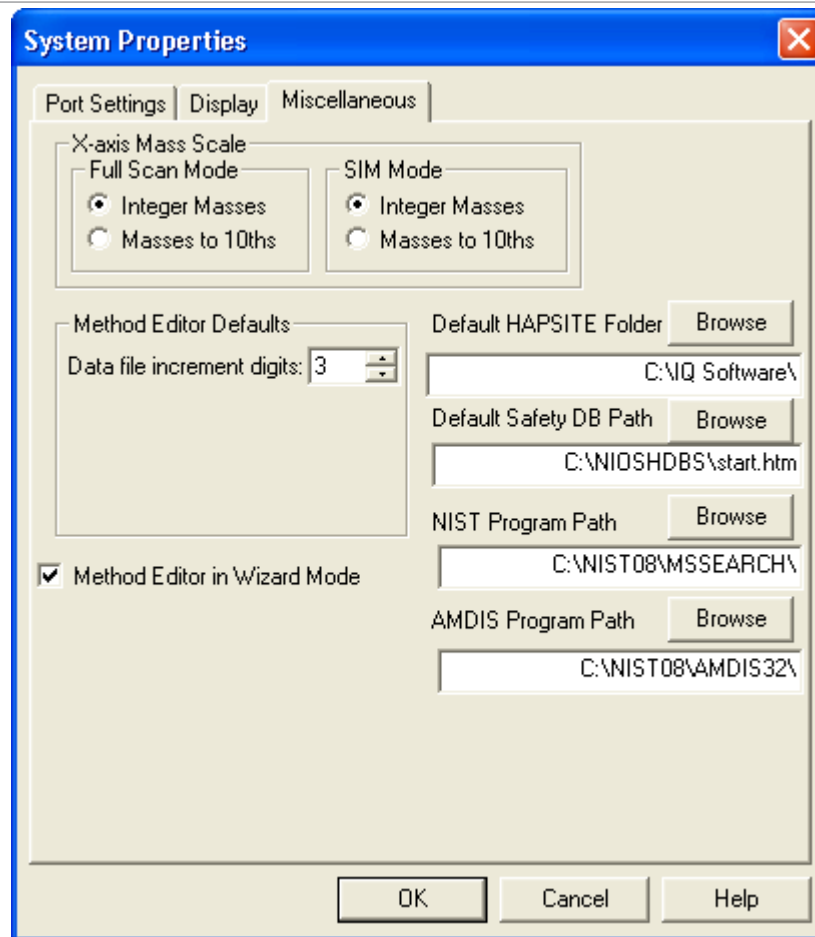 System Properties
Port Settings Display Miscellaneous
X-axis Mass Scale
Full Scan Mode
Integer Masses
Masses to 10ths
SIM Mode
Integer Masses
Masses to 10ths
Method Editor Defaults
Data file increment digits: 3
Method Editor in Wizard Mode
Default HAPSITE Folder Browse
C:\IQ Software\
Default Safety DB Path Browse
C:\NIOSHDBS\start.htm
NIST Program Path Browse
C:\NIST08\MSSEARCH\
AMDIS Program Path Browse
C:\NIST08\AMDIS32\
OK Cancel Help